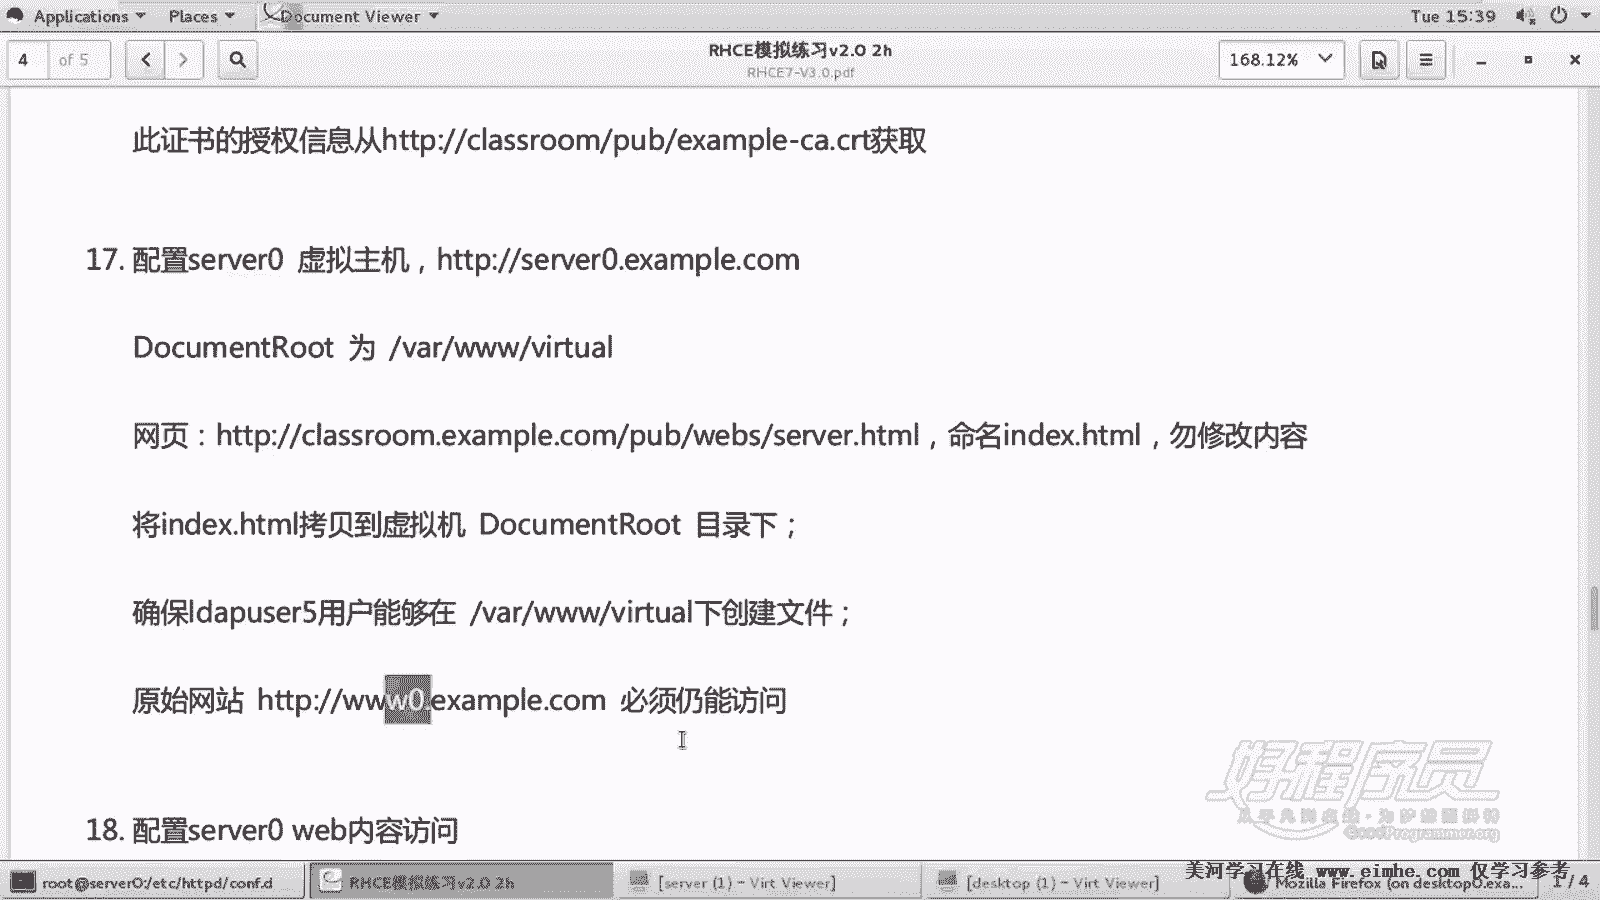 Applications Places Document Viewer Tue 15:39
4 of 5 RHCE模拟练习v2.0 2h 168.12%
RHCE7-V3.0.pdf
此证书的授权信息从http://classroom/pub/example-ca.crt获取
17. 配置server0 虚拟主机，http://server0.example.com
DocumentRoot 为 /var/www/virtual
网页：http://classroom.example.com/pub/webs/server.html，命名index.html，勿修改内容
将index.html拷贝到虚拟机 DocumentRoot 目录下；
确保ldapuser5用户能够在 /var/www/virtual下创建文件；
原始网站 http://www0.example.com 必须仍能访问
18. 配置server0 web内容访问
好程序员
GoodProgrammer.org
美河学习在线 www.eimhe.com 仅学习参考
root@server0:/etc/httpd/conf.d RHCE模拟练习v2.0 2h [server (1) – Virt Viewer] [desktop (1) – Virt Viewer] Mozilla Firefox (on desktop0.exa... 1 / 4